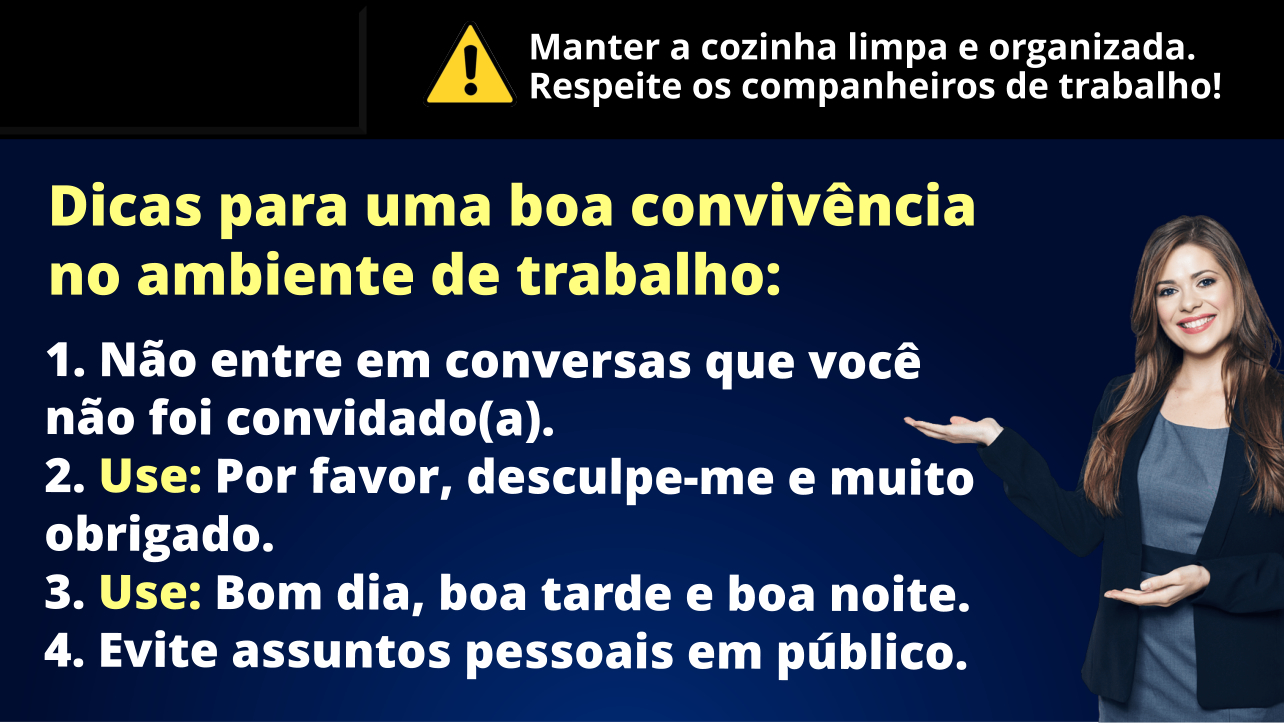 Manter a cozinha limpa e organizada.
Respeite os companheiros de trabalho!
Dicas para uma boa convivência
no ambiente de trabalho:
1. Não entre em conversas que você
não foi convidado(a).
2. Use: Por favor, desculpe-me e muito
obrigado.
3. Use: Bom dia, boa tarde e boa noite.
4. Evite assuntos pessoais em público.